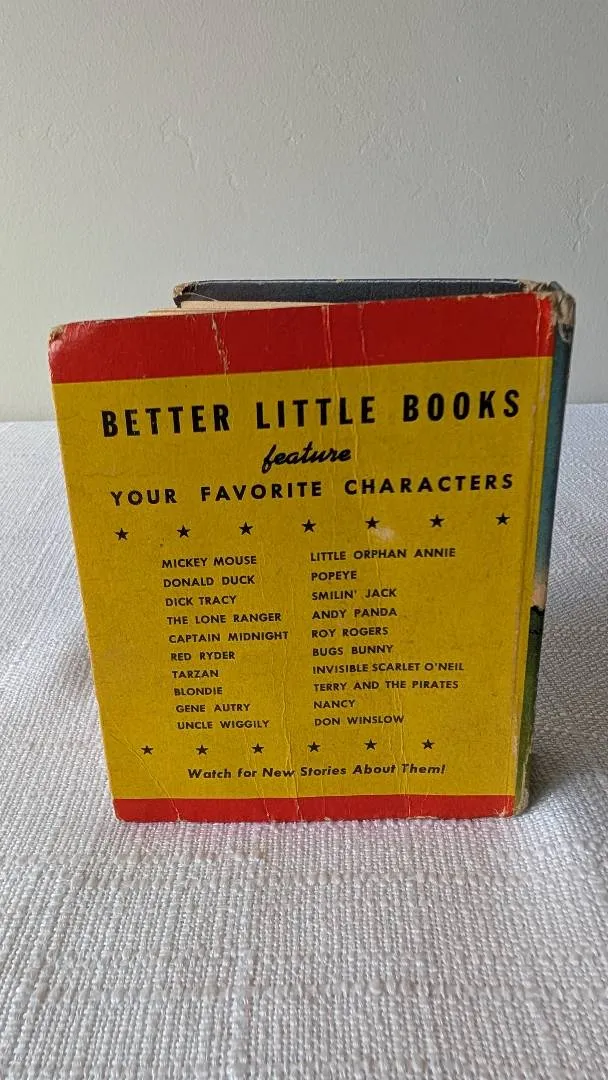 BETTER LITTLE BOOKS
feature
YOUR FAVORITE CHARACTERS
MICKEY MOUSE
DONALD DUCK
DICK TRACY
THE LONE RANGER
CAPTAIN MIDNIGHT
RED RYDER
TARZAN
BLONDIE
GENE AUTRY
UNCLE WIGGILY
LITTLE ORPHAN ANNIE
POPEYE
SMILIN' JACK
ANDY PANDA
ROY ROGERS
BUGS BUNNY
INVISIBLE SCARLET O'NEIL
TERRY AND THE PIRATES
NANCY
DON WINSLOW
Watch for New Stories About Them!